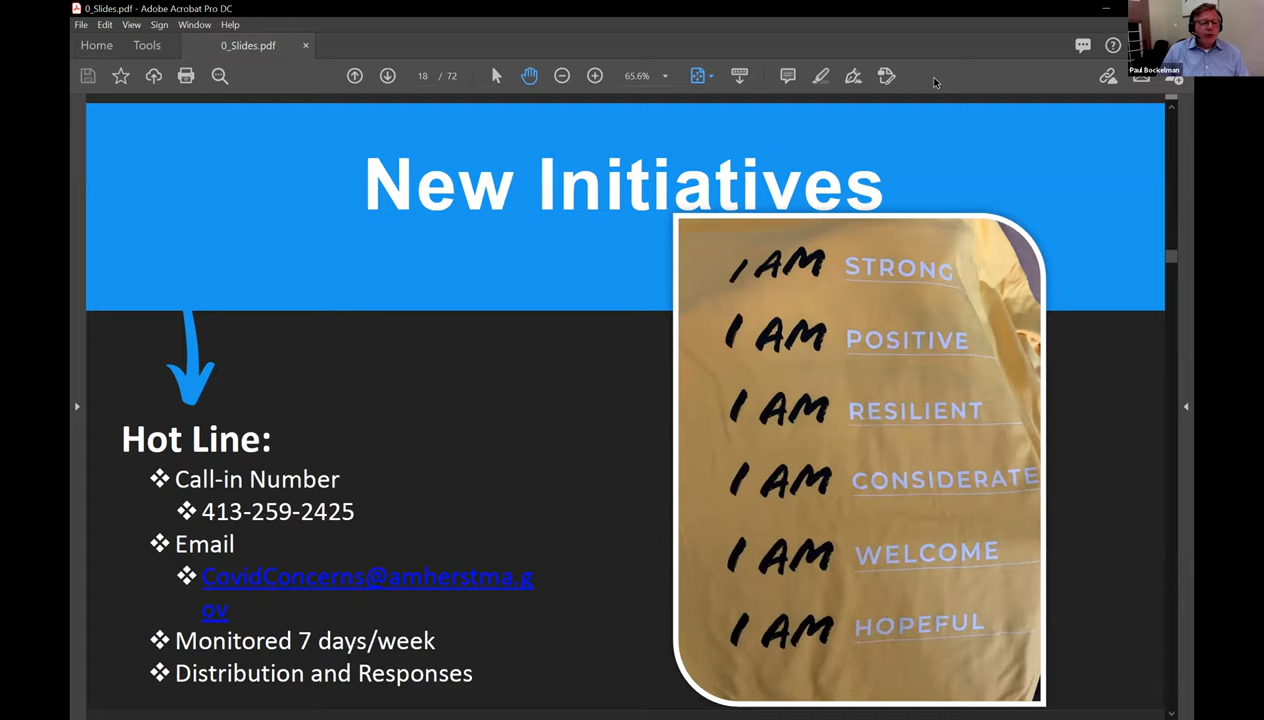 0_Slides.pdf - Adobe Acrobat Pro DC
File Edit View Sign Window Help
Home Tools 0_Slides.pdf ×
18 / 72 65.6%
Paul Bockelman
New Initiatives
I AM STRONG
I AM POSITIVE
I AM RESILIENT
I AM CONSIDERATE
I AM WELCOME
I AM HOPEFUL
Hot Line:
❖ Call-in Number
❖ 413-259-2425
❖ Email
❖ CovidConcerns@amherstma.g
ov
❖ Monitored 7 days/week
❖ Distribution and Responses